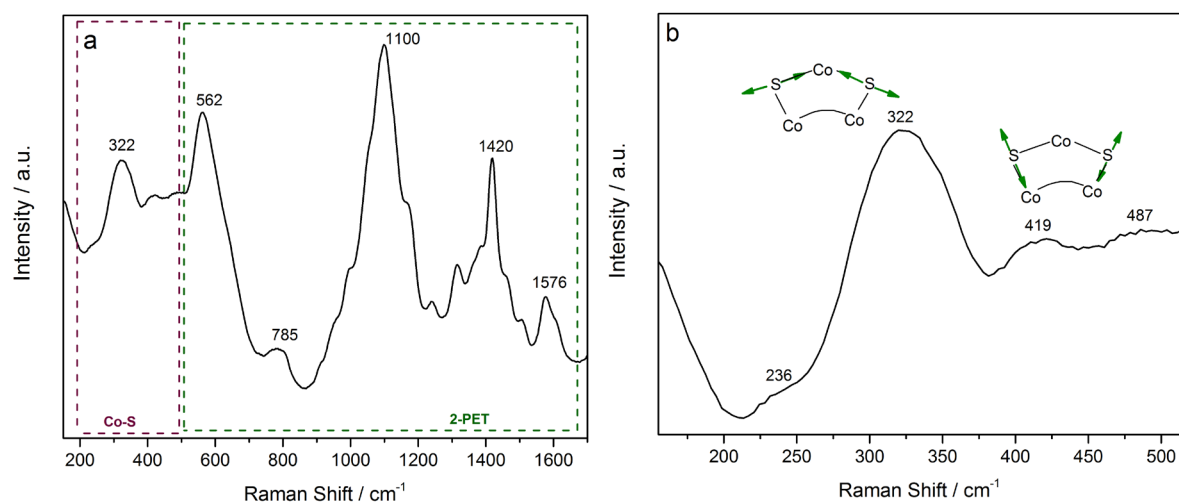 a
322
562
785
1100
1420
1576
Co-S
2-PET
200 400 600 800 1000 1200 1400 1600
Raman Shift / cm⁻¹
Intensity / a.u.
b
Co
S S
Co Co
322
Co
S S
Co Co
236
419
487
200 250 300 350 400 450 500
Raman Shift / cm⁻¹
Intensity / a.u.